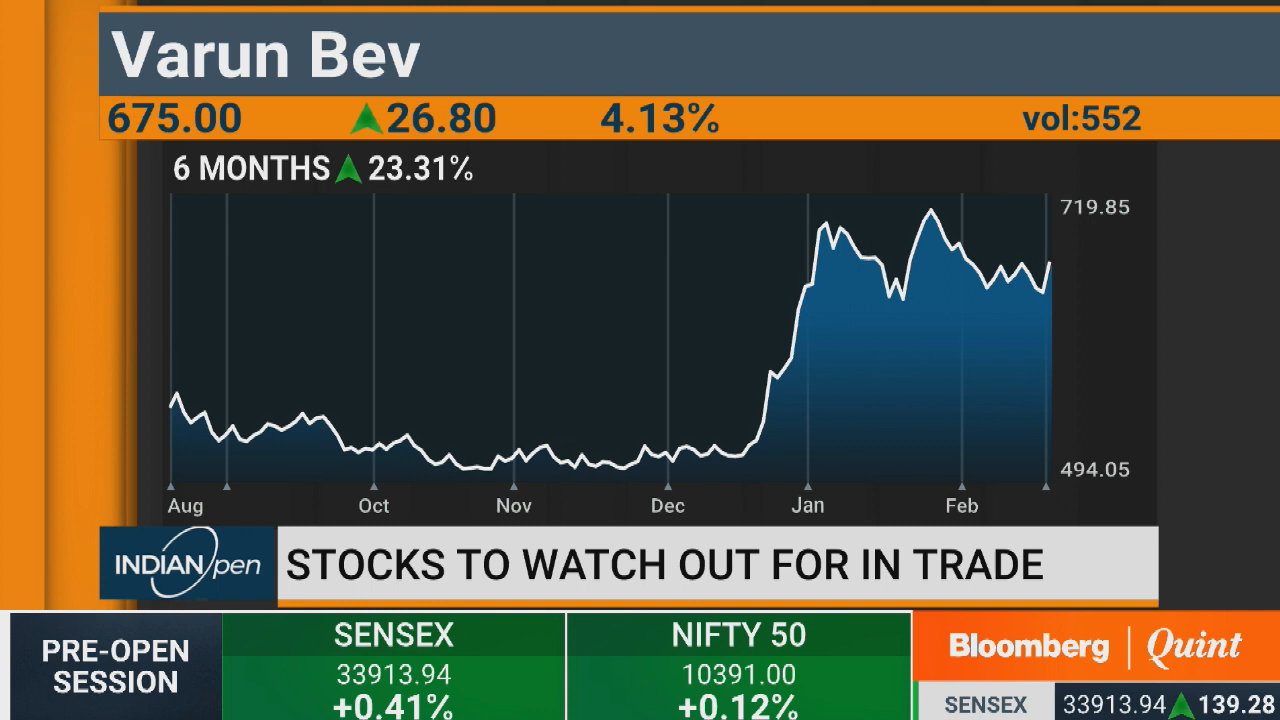 Varun Bev
675.00 ▲26.80 4.13% vol:552
6 MONTHS ▲ 23.31%
719.85
494.05
Aug Oct Nov Dec Jan Feb
INDIAN Open STOCKS TO WATCH OUT FOR IN TRADE
PRE-OPEN
SESSION
SENSEX
33913.94
+0.41%
NIFTY 50
10391.00
+0.12%
Bloomberg | Quint
SENSEX 33913.94 ▲ 139.28